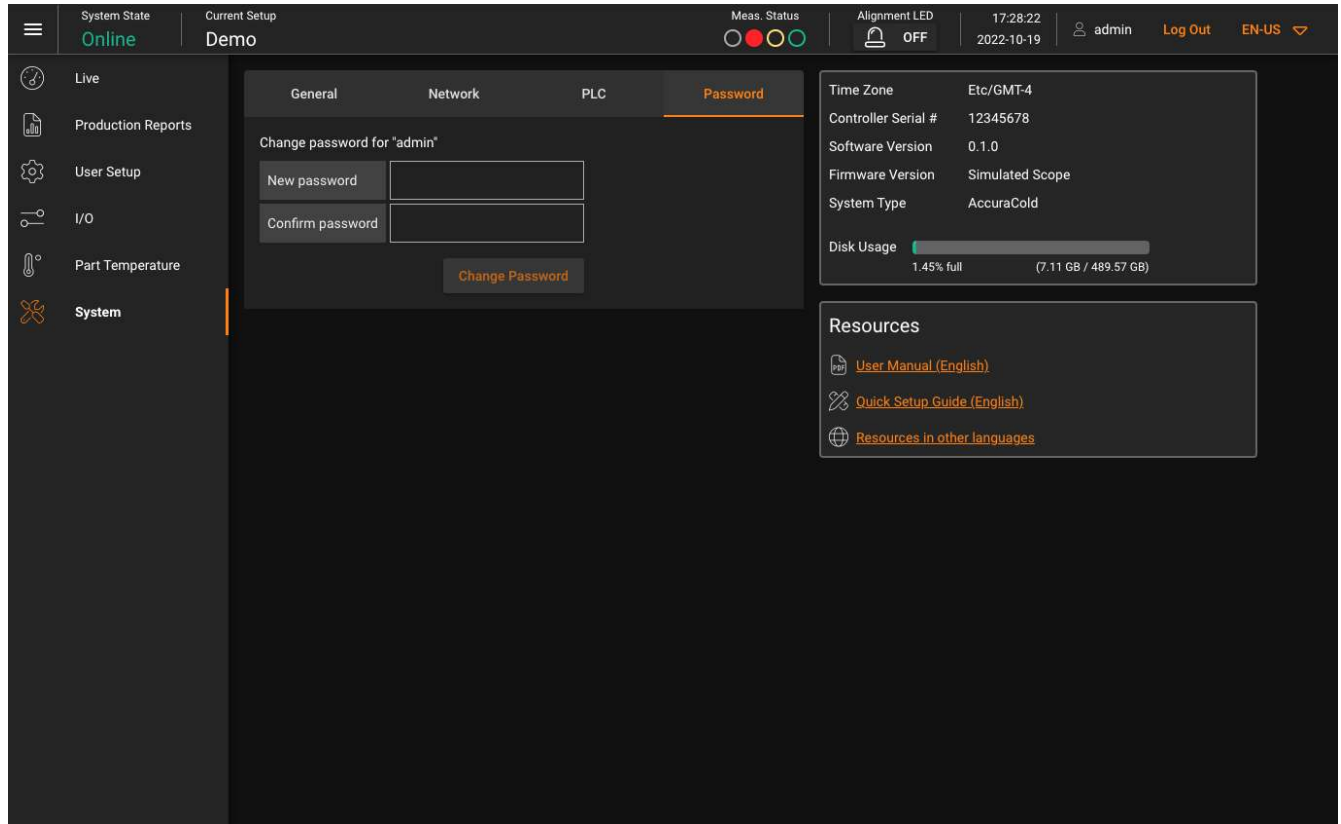 System State
Online
Current Setup
Demo
Meas. Status
Alignment LED
OFF
17:28:22
2022-10-19
admin
Log Out
EN-US
Live
Production Reports
User Setup
I/O
Part Temperature
System
General Network PLC Password
Change password for "admin"
New password
Confirm password
Change Password
Time Zone Etc/GMT-4
Controller Serial # 12345678
Software Version 0.1.0
Firmware Version Simulated Scope
System Type AccuraCold
Disk Usage
1.45% full (7.11 GB / 489.57 GB)
Resources
PDF User Manual (English)
Quick Setup Guide (English)
Resources in other languages